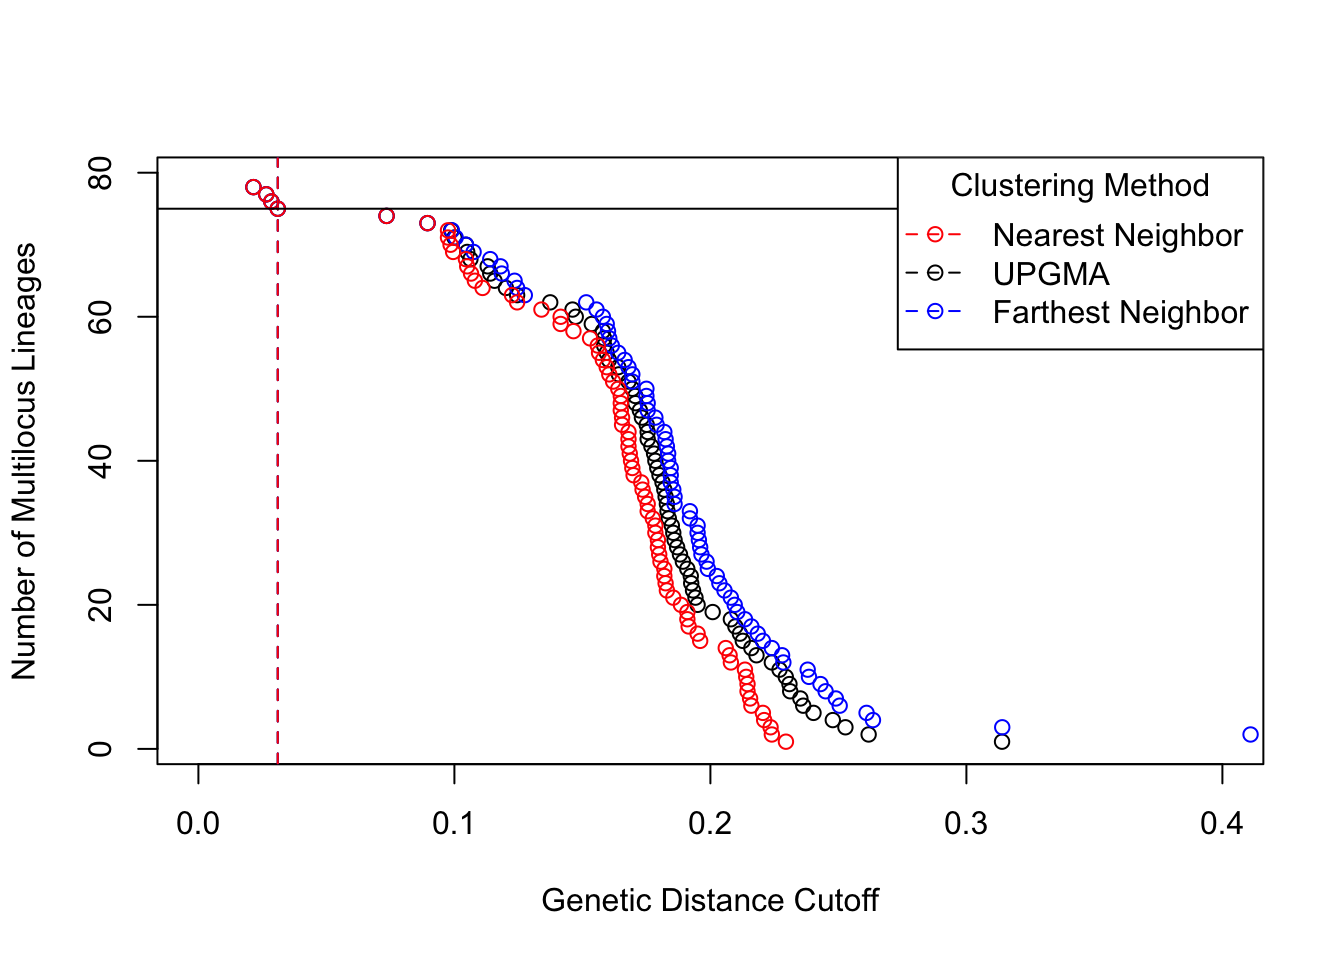 Clustering Method
Nearest Neighbor
UPGMA
Farthest Neighbor
Number of Multilocus Lineages
80
60
40
20
0
0.0 0.1 0.2 0.3 0.4
Genetic Distance Cutoff